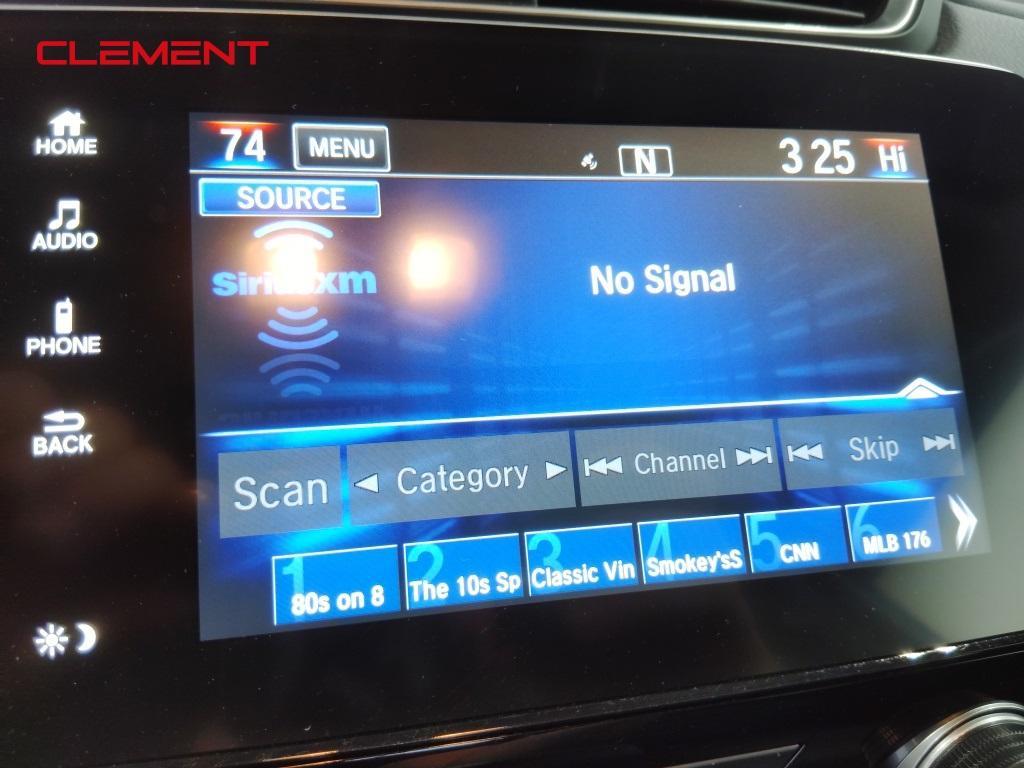 CLEMENT
HOME
74 MENU N 3 25 Hi
SOURCE
AUDIO
SiriusXm
No Signal
PHONE
BACK
Scan Category Channel Skip
1 80s on 8
2 The 10s Sp
3 Classic Vin
4 Smokey'sS
5 CNN
6 MLB 176